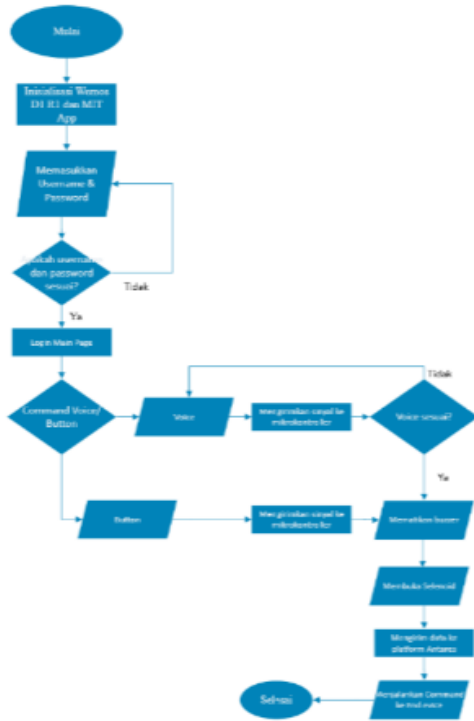 Mulai
Inisialisasi Wemos
D1 R1 dan MIT
App
Memasukkan
Username &
Password
Apakah username
dan password
sesuai?
Tidak
Ya
Login Main Page
Command Voice/
Button
Voice
Mengirimkan sinyal ke
mikrokontroller
Voice sesuai?
Tidak
Ya
Button
Mengirimkan sinyal ke
mikrokontroller
Mematikan buzzer
Membuka Selenoid
Mengirim data ke
platform Antares
Menjalankan Command
Selesai